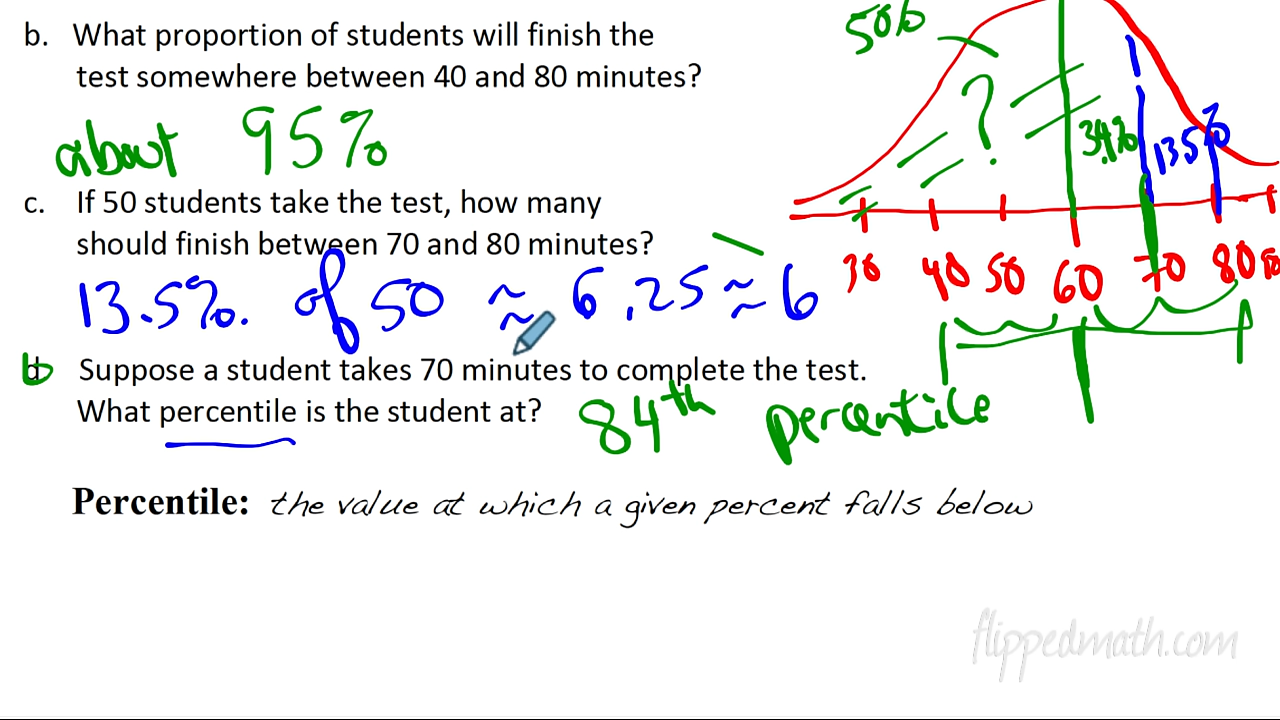 b. What proportion of students will finish the
test somewhere between 40 and 80 minutes?
about 95%
c. If 50 students take the test, how many
should finish between 70 and 80 minutes?
13.5%. of 50 ≈ 6.25 ≈ 6
d Suppose a student takes 70 minutes to complete the test.
What percentile is the student at? 84th percentile
Percentile: the value at which a given percent falls below
50%
?
34%
13.5%
30 40 50 60 70 80
flippedmath.com